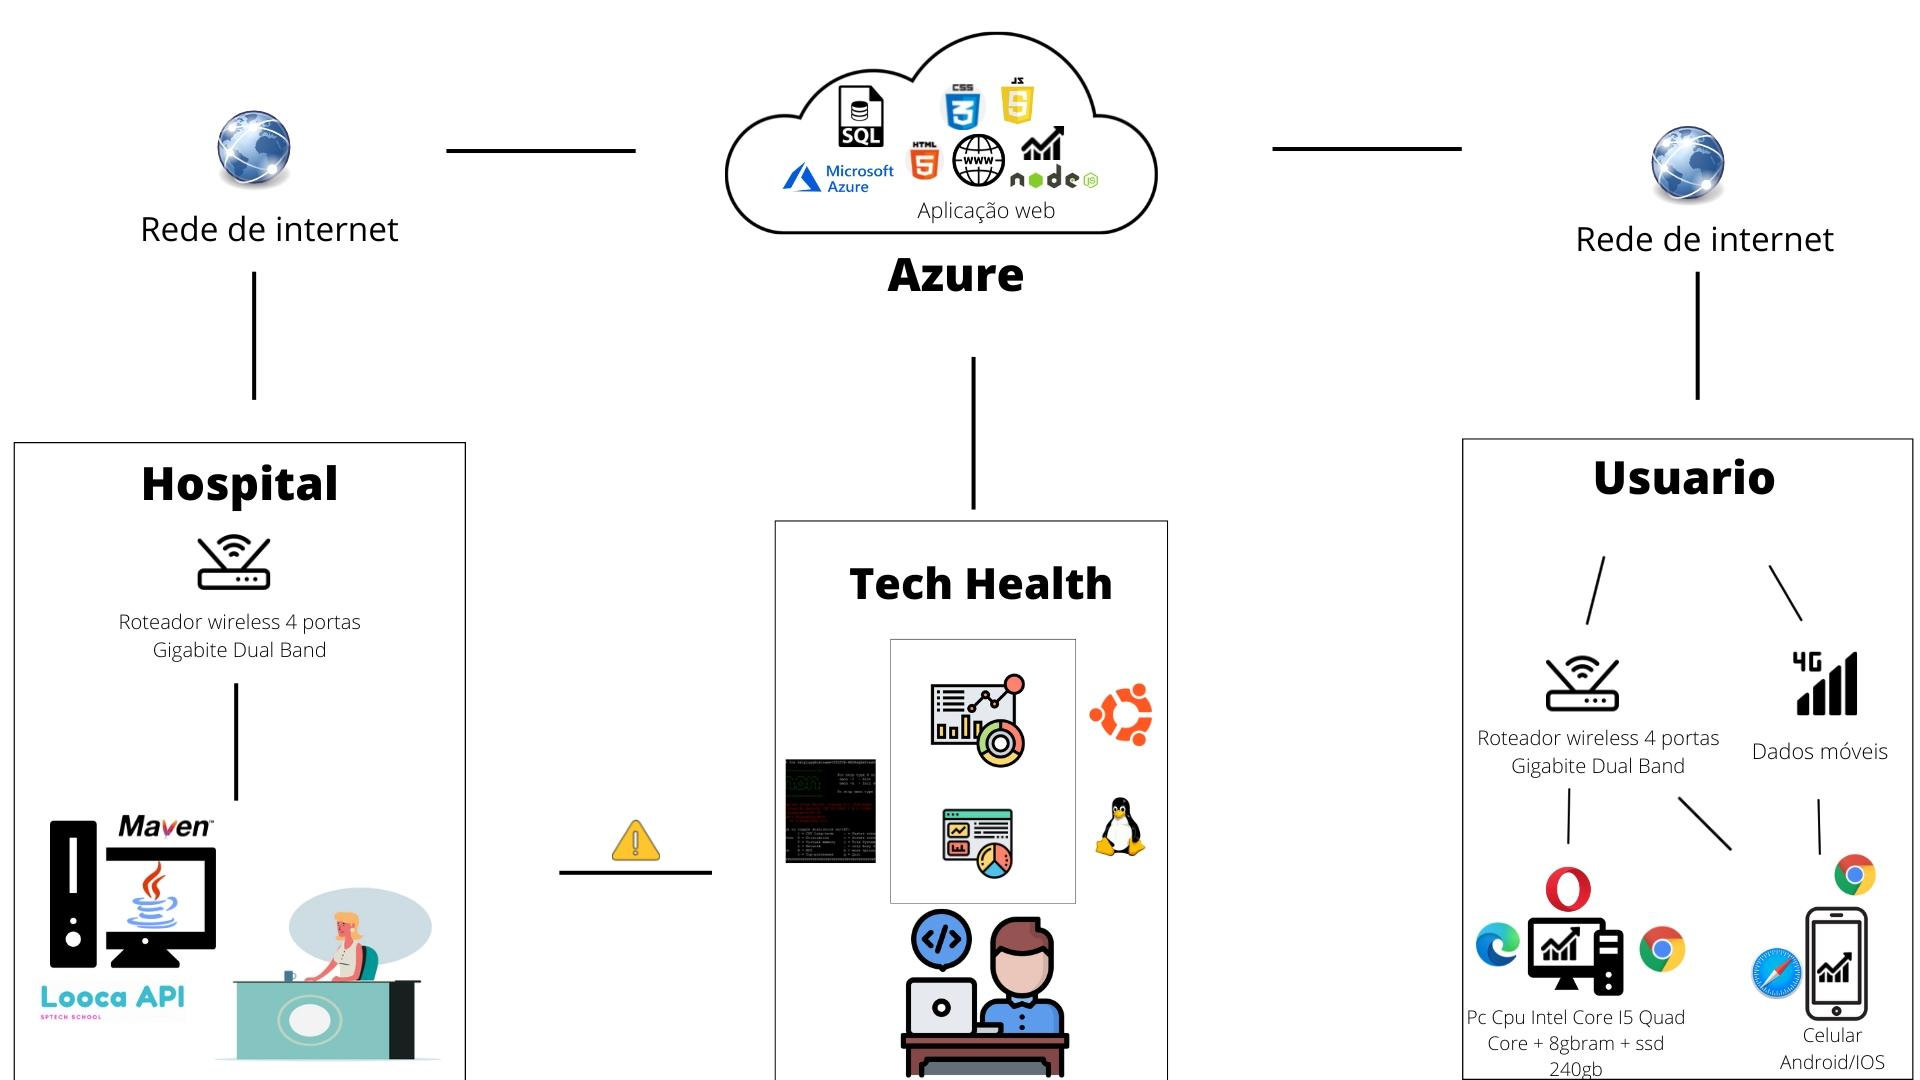 CSS
JS
SQL
HTML
WWW
Microsoft
Azure
node
JS
Aplicação web
Rede de internet
Rede de internet
Azure
Hospital
Roteador wireless 4 portas
Gigabite Dual Band
Maven™
Looca API
SPTECH SCHOOL
Tech Health
Usuario
4G
Roteador wireless 4 portas
Gigabite Dual Band
Dados móveis
Pc Cpu Intel Core I5 Quad
Core + 8gbram + ssd
240gb
Celular
Android/IOS